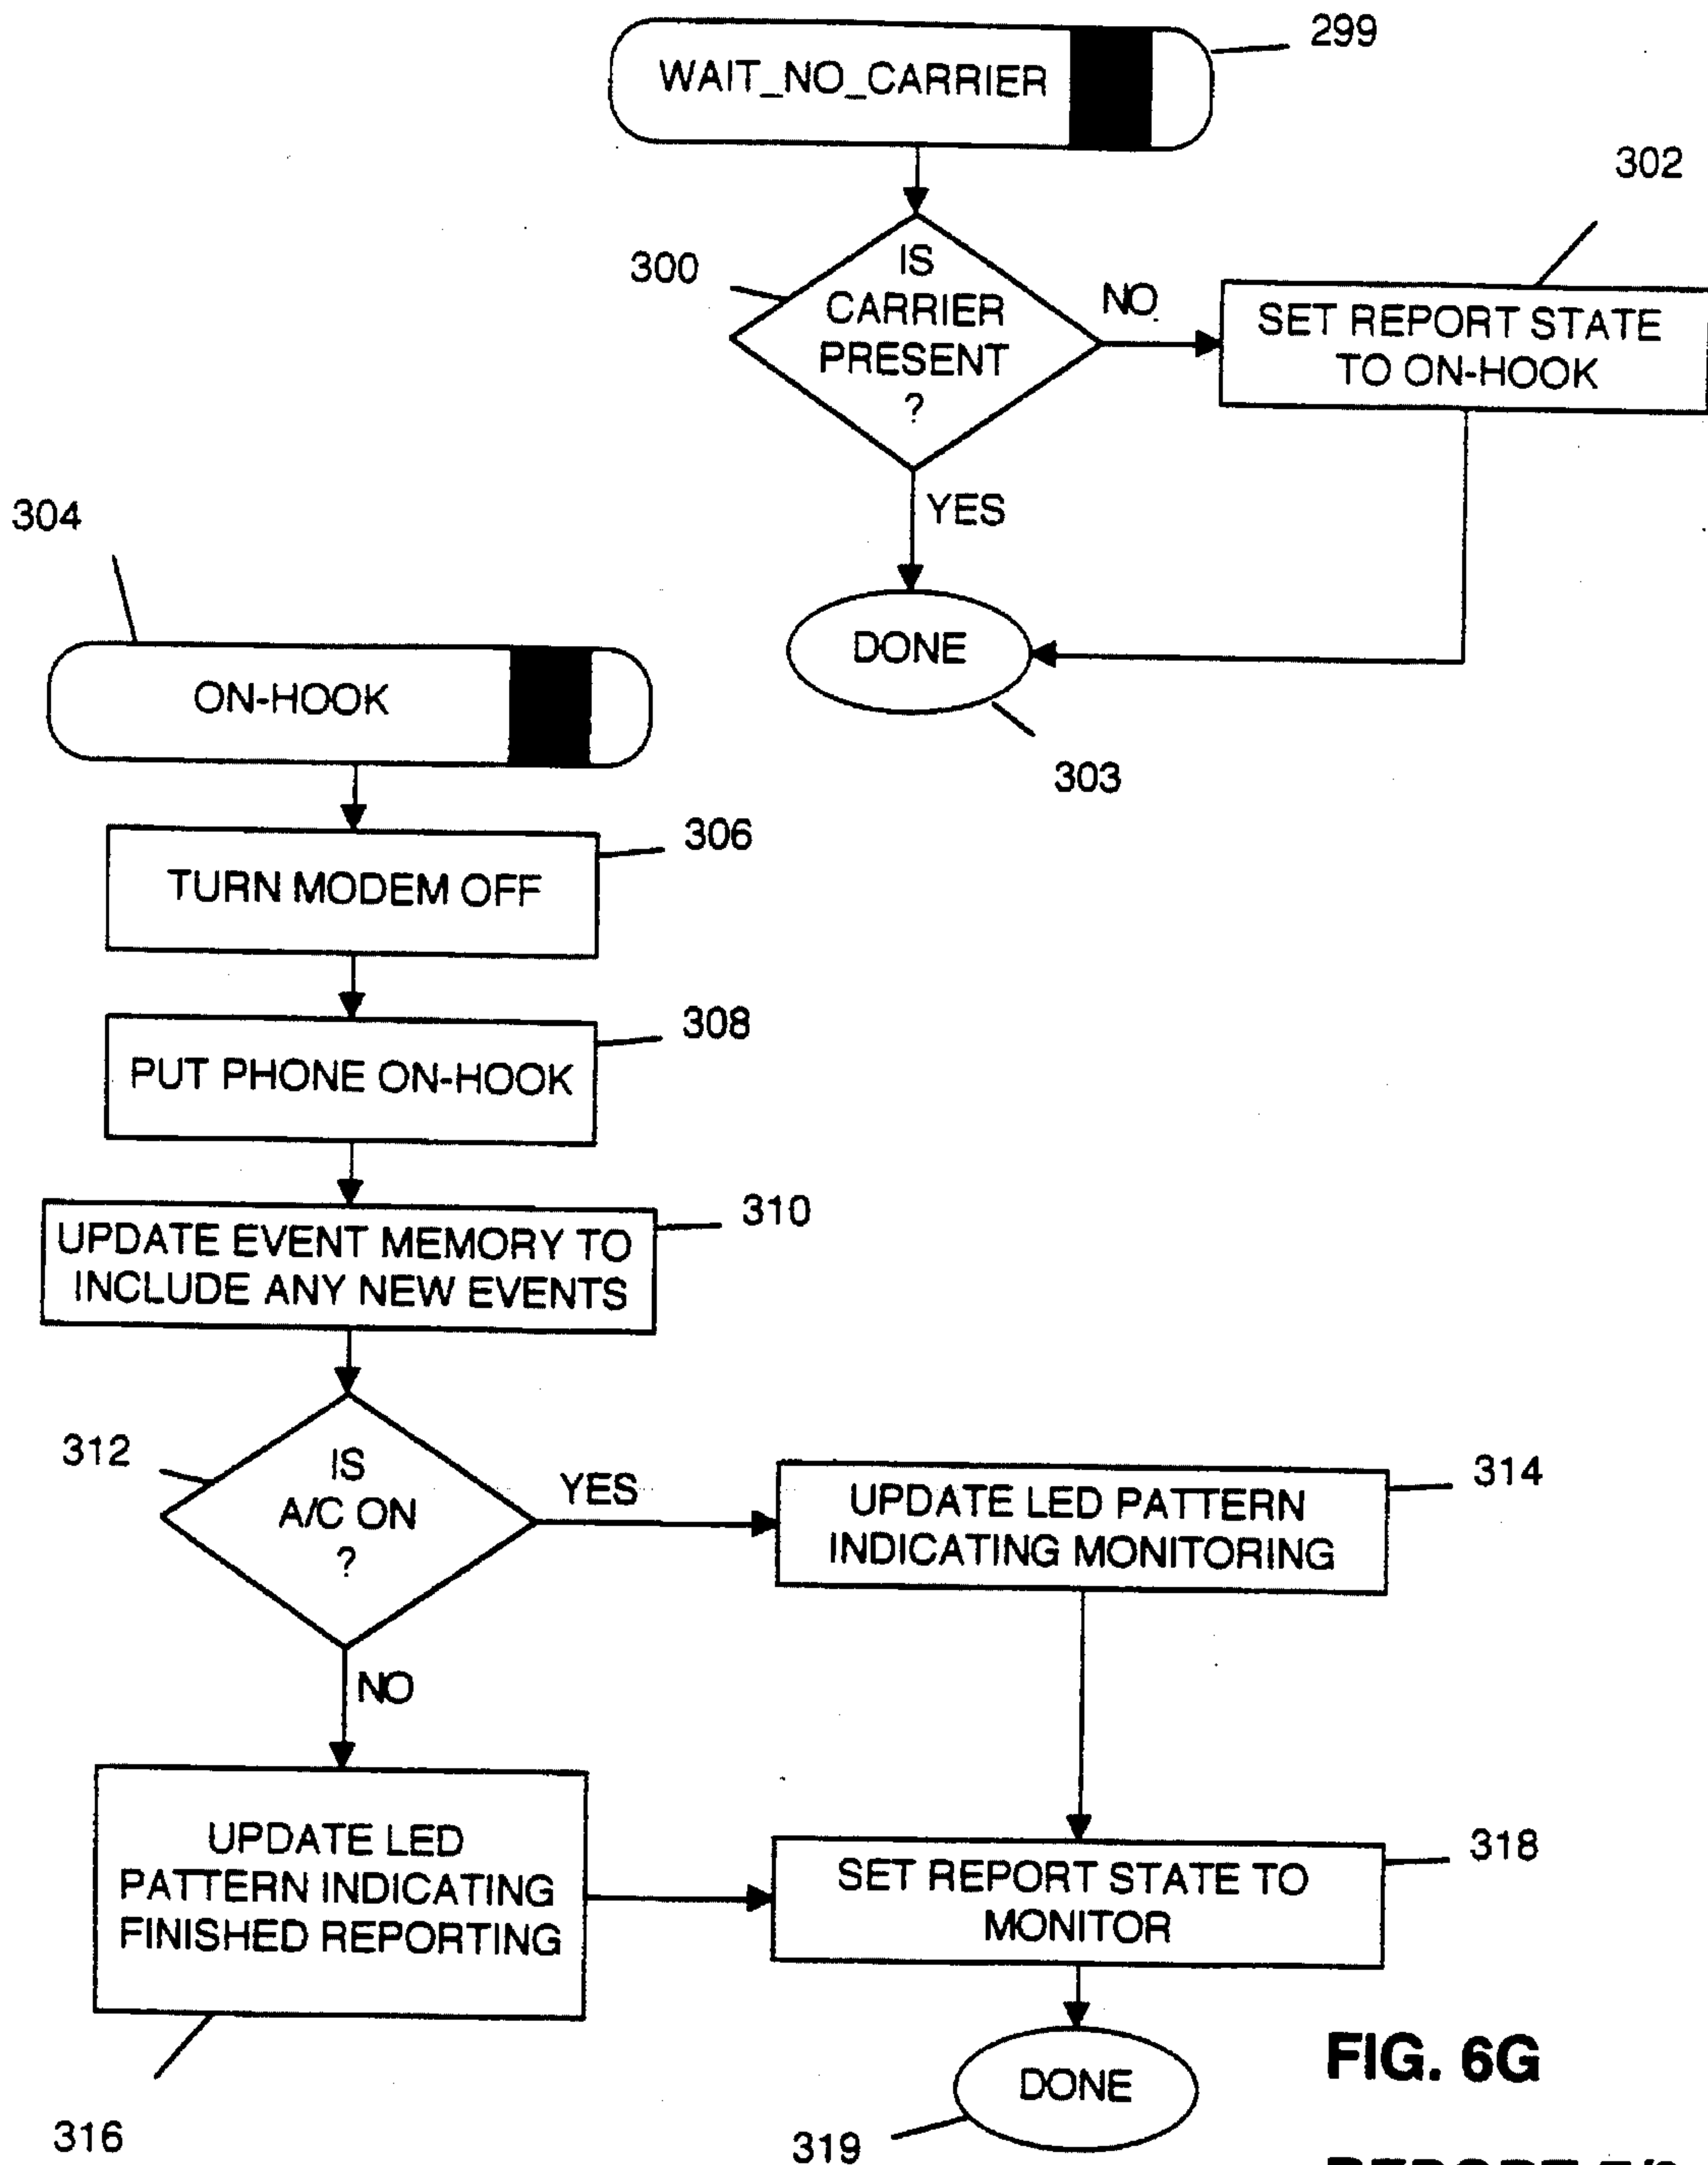 299
WAIT_NO_CARRIER
302
300
IS
CARRIER
PRESENT
?
NO
SET REPORT STATE
TO ON-HOOK
YES
DONE
303
304
ON-HOOK
306
TURN MODEM OFF
308
PUT PHONE ON-HOOK
310
UPDATE EVENT MEMORY TO
INCLUDE ANY NEW EVENTS
312
IS
A/C ON
?
YES
314
UPDATE LED PATTERN
INDICATING MONITORING
NO
316
UPDATE LED
PATTERN INDICATING
FINISHED REPORTING
318
SET REPORT STATE TO
MONITOR
DONE
319
FIG. 6G